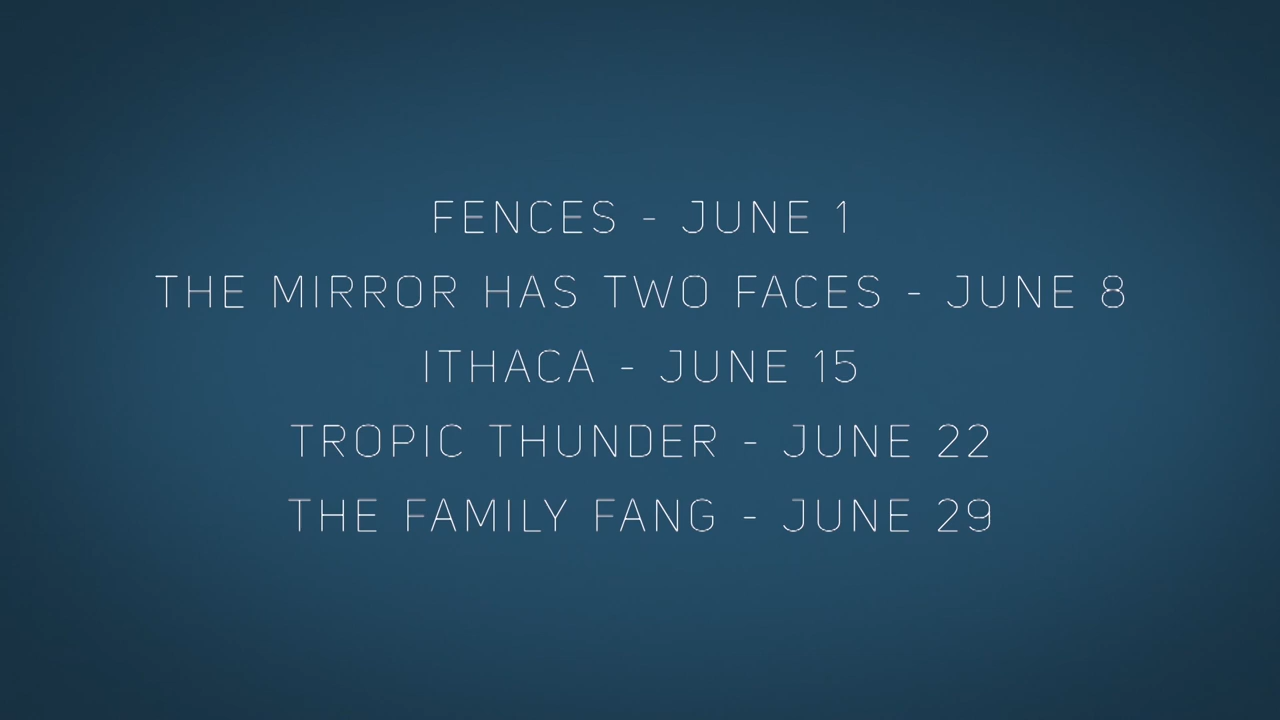 FENCES - JUNE 1
THE MIRROR HAS TWO FACES - JUNE 8
ITHACA - JUNE 15
TROPIC THUNDER - JUNE 22
THE FAMILY FANG - JUNE 29